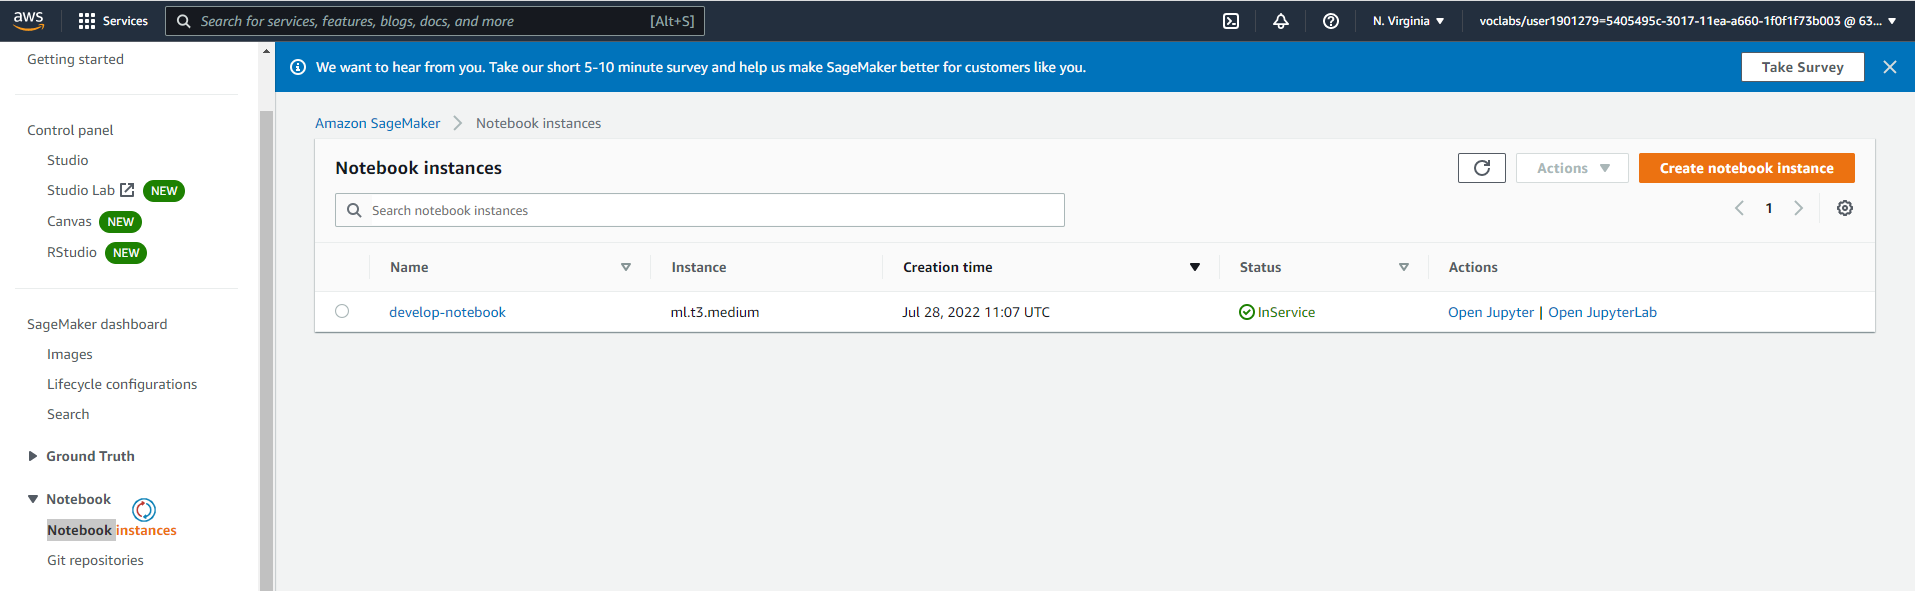 aws
Services
Search for services, features, blogs, docs, and more [Alt+S]
N. Virginia
voclabs/user1901279=5405495c-3017-11ea-a660-1f0f1f73b003 @ 63...
Getting started
Control panel
Studio
Studio Lab NEW
Canvas NEW
RStudio NEW
SageMaker dashboard
Images
Lifecycle configurations
Search
Ground Truth
Notebook
Notebook instances
Git repositories
We want to hear from you. Take our short 5-10 minute survey and help us make SageMaker better for customers like you.
Take Survey
Amazon SageMaker > Notebook instances
Notebook instances
Actions
Create notebook instance
Search notebook instances
1
Name Instance Creation time Status Actions
develop-notebook ml.t3.medium Jul 28, 2022 11:07 UTC InService Open Jupyter | Open JupyterLab